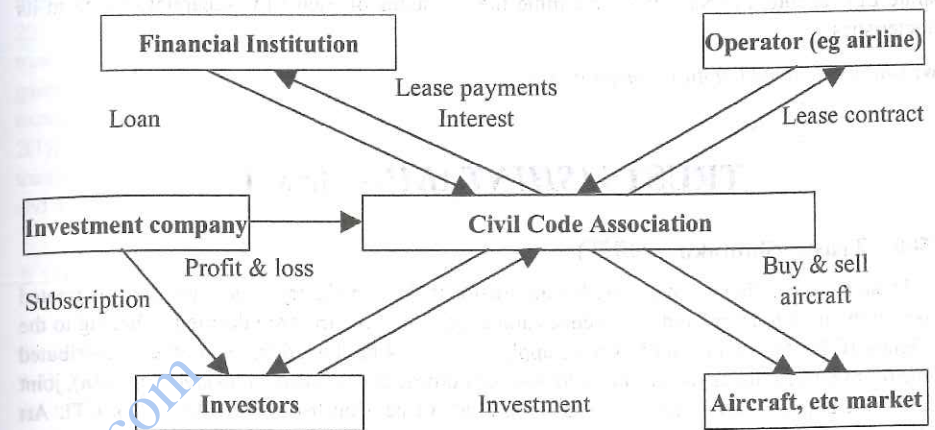 Financial Institution
Operator (eg airline)
Lease payments
Interest
Loan
Lease contract
Investment company
Civil Code Association
Profit & loss
Buy & sell
aircraft
Subscription
Investors
Investment
Aircraft, etc market
.com